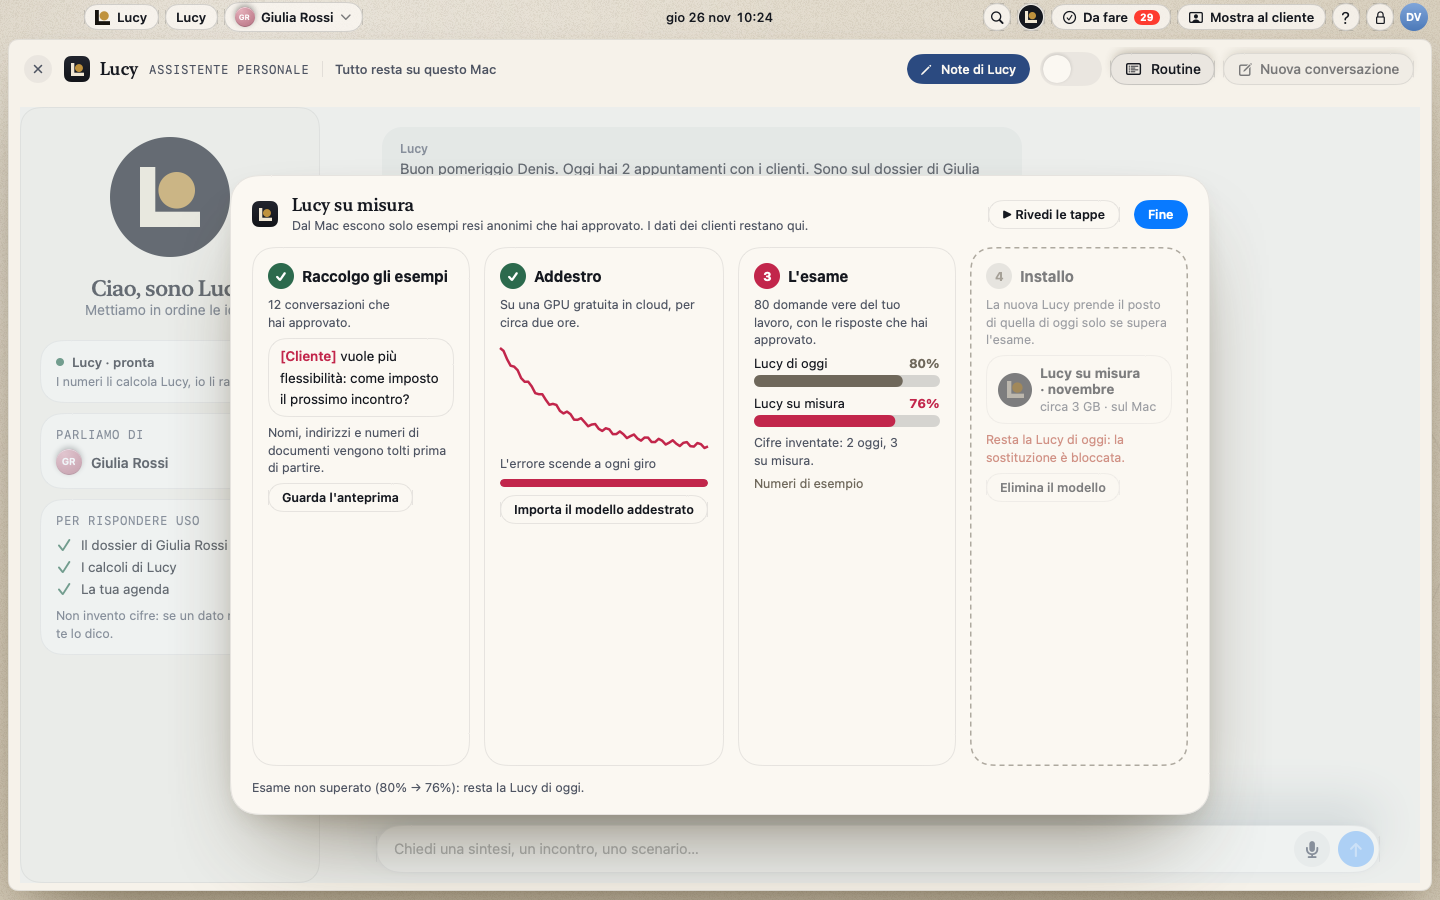 Lucy
Lucy
GR Giulia Rossi
gio 26 nov 10:24
Da fare 29
Mostra al cliente
?
DV
Lucy ASSISTENTE PERSONALE Tutto resta su questo Mac
Note di Lucy
Routine
Nuova conversazione
Lucy
Buon pomeriggio Denis. Oggi hai 2 appuntamenti con i clienti. Sono sul dossier di Giulia
Ciao, sono Luc
Mettiamo in ordine le i
Lucy · pronta
I numeri li calcola Lucy, io li ra
PARLIAMO DI
GR Giulia Rossi
PER RISPONDERE USO
Il dossier di Giulia Rossi
I calcoli di Lucy
La tua agenda
Non invento cifre: se un dato
te lo dico.
Lucy su misura
Dal Mac escono solo esempi resi anonimi che hai approvato. I dati dei clienti restano qui.
Rivedi le tappe
Fine
Raccolgo gli esempi
12 conversazioni che
hai approvato.
[Cliente] vuole più
flessibilità: come imposto
il prossimo incontro?
Nomi, indirizzi e numeri di
documenti vengono tolti prima
di partire.
Guarda l'anteprima
Addestro
Su una GPU gratuita in cloud, per
circa due ore.
L'errore scende a ogni giro
Importa il modello addestrato
3 L'esame
80 domande vere del tuo
lavoro, con le risposte che hai
approvato.
Lucy di oggi 80%
Lucy su misura 76%
Cifre inventate: 2 oggi, 3
su misura.
Numeri di esempio
4 Installo
La nuova Lucy prende il posto
di quella di oggi solo se supera
l'esame.
Lucy su misura
· novembre
circa 3 GB · sul Mac
Resta la Lucy di oggi: la
sostituzione è bloccata.
Elimina il modello
Esame non superato (80% → 76%): resta la Lucy di oggi.
Chiedi una sintesi, un incontro, uno scenario...